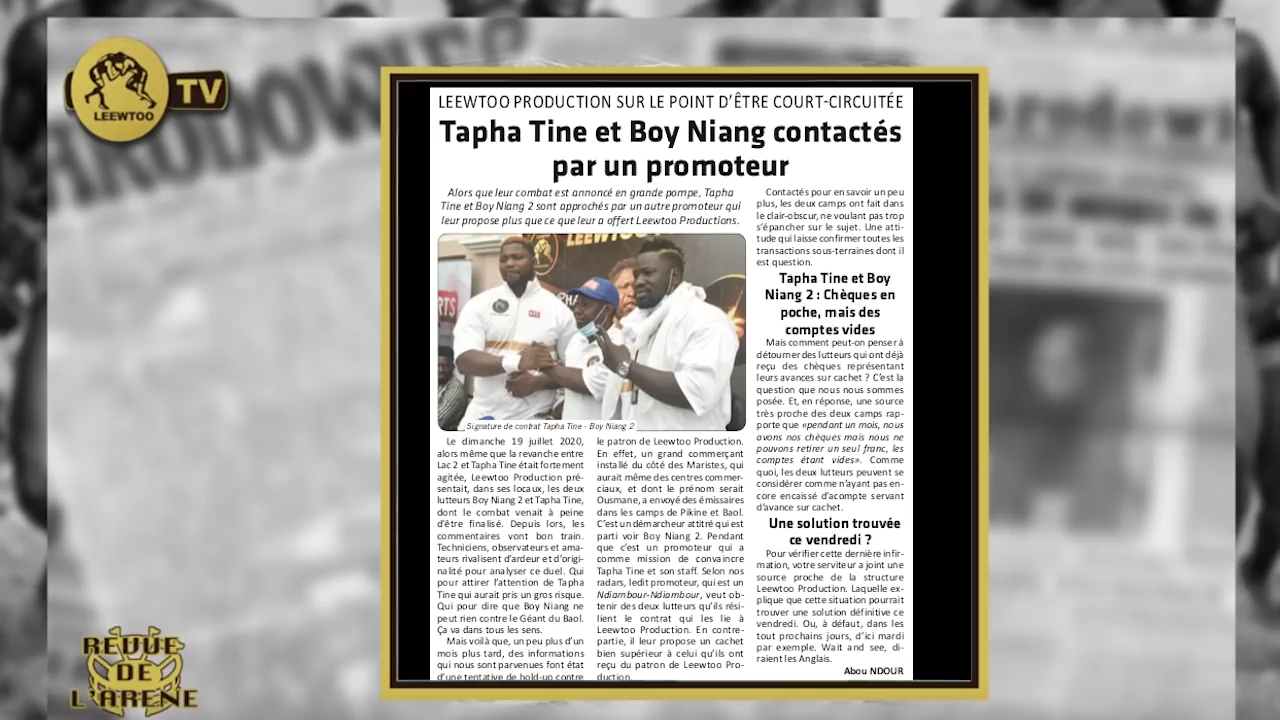 LEEWTOO
TV
LEEWTOO PRODUCTION SUR LE POINT D'ÊTRE COURT-CIRCUITÉE
Tapha Tine et Boy Niang contactés
par un promoteur
Alors que leur combat est annoncé en grande pompe, Tapha
Tine et Boy Niang 2 sont approchés par un autre promoteur qui
leur propose plus que ce que leur a offert Leewtoo Productions.
Signature de contrat Tapha Tine - Boy Niang 2
Le dimanche 19 juillet 2020,
alors même que la revanche entre
Lac 2 et Tapha Tine était fortement
agitée, Leewtoo Production pré-
sentait, dans ses locaux, les deux
lutteurs Boy Niang 2 et Tapha Tine,
dont le combat venait à peine
d'être finalisé. Depuis lors, les
commentaires vont bon train.
Techniciens, observateurs et ama-
teurs rivalisent d'ardeur et d'origi-
nalité pour analyser ce duel. Qui
pour attirer l'attention de Tapha
Tine qui aurait pris un gros risque.
Qui pour dire que Boy Niang ne
peut rien contre le Géant du Baol.
Ça va dans tous les sens.
Mais voilà que, un peu plus d'un
mois plus tard, des informations
qui nous sont parvenues font état
d'une tentative de hold-up contre
le patron de Leewtoo Production.
En effet, un grand commerçant
installé du côté des Maristes, qui
aurait même des centres commer-
ciaux, et dont le prénom serait
Ousmane, a envoyé des émissaires
dans les camps de Pikine et Baol.
C'est un démarcheur attitré qui est
parti voir Boy Niang 2. Pendant
que c'est un promoteur qui a
comme mission de convaincre
Tapha Tine et son staff. Selon nos
radars, ledit promoteur, qui est un
Ndiambour-Ndiambour, veut ob-
tenir des deux lutteurs qu'ils rési-
lient le contrat qui les lie à
Leewtoo Production. En contre-
partie, il leur propose un cachet
bien supérieur à celui qu'ils ont
reçu du patron de Leewtoo Pro-
duction.
Contactés pour en savoir un peu
plus, les deux camps ont fait dans
le clair-obscur, ne voulant pas trop
s'épancher sur le sujet. Une atti-
tude qui laisse confirmer toutes les
transactions sous-terraines dont il
est question.
Tapha Tine et Boy
Niang 2 : Chèques en
poche, mais des
comptes vides
Mais comment peut-on penser à
détourner des lutteurs qui ont déjà
reçu des chèques représentant
leurs avances sur cachet ? C'est la
question que nous nous sommes
posée. Et, en réponse, une source
très proche des deux camps rap-
porte que «pendant un mois, nous
avons nos chèques mais nous ne
pouvons retirer un seul franc, les
comptes étant vides». Comme
quoi, les deux lutteurs peuvent se
considérer comme n'ayant pas en-
core encaissé d'acompte servant
d'avance sur cachet.
Une solution trouvée
ce vendredi ?
Pour vérifier cette dernière infir-
mation, votre serviteur a joint une
source proche de la structure
Leewtoo Production. Laquelle ex-
plique que cette situation pourrait
trouver une solution définitive ce
vendredi. Ou, à défaut, dans les
tout prochains jours, d'ici mardi
par exemple. Wait and see, di-
raient les Anglais.
Abou NDOUR
REVUE
DE
L'ARENE